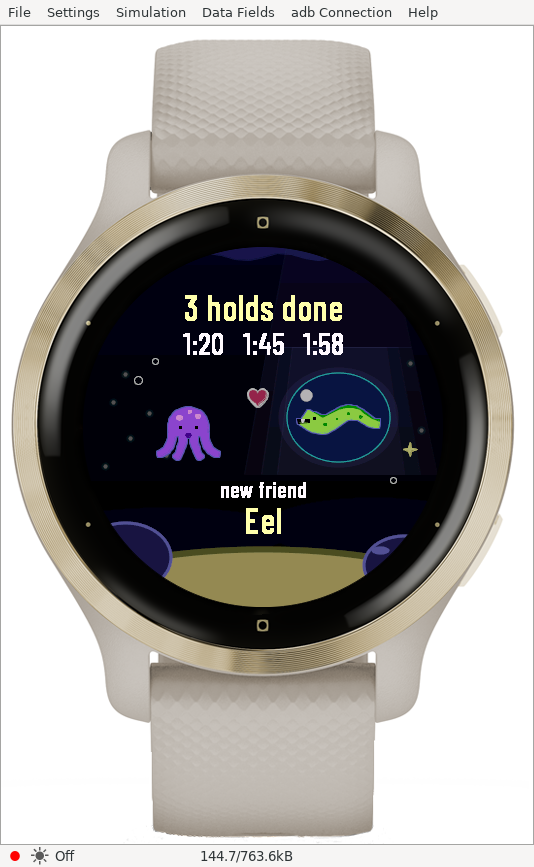 File Settings Simulation Data Fields adb Connection Help
3 holds done
1:20 1:45 1:58
new friend
Eel
Off 144.7/763.6kB